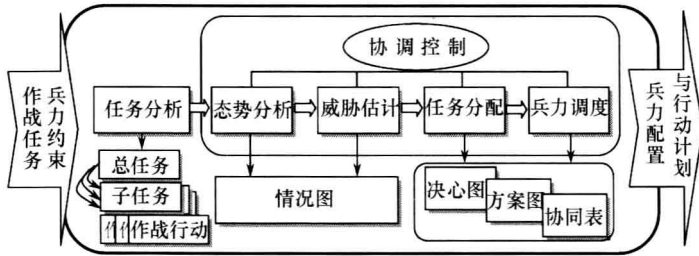 协调控制
作战任务
兵力约束
任务分析
态势分析
威胁估计
任务分配
兵力调度
兵力配置
与行动计划
总任务
子任务
作战行动
情况图
决心图
方案图
协同表